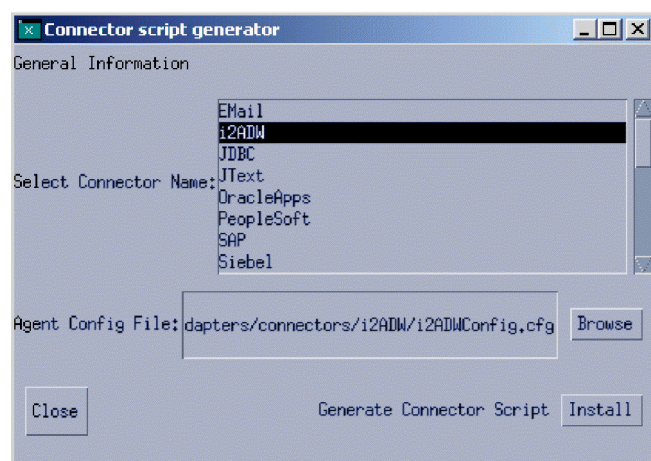 Connector script generator
General Information
EMail
i2ADW
JDBC
Select Connector Name: JText
OracleApps
PeopleSoft
SAP
Siebel
Agent Config File: dapters/connectors/i2ADW/i2ADWConfig.cfg Browse
Close Generate Connector Script Install